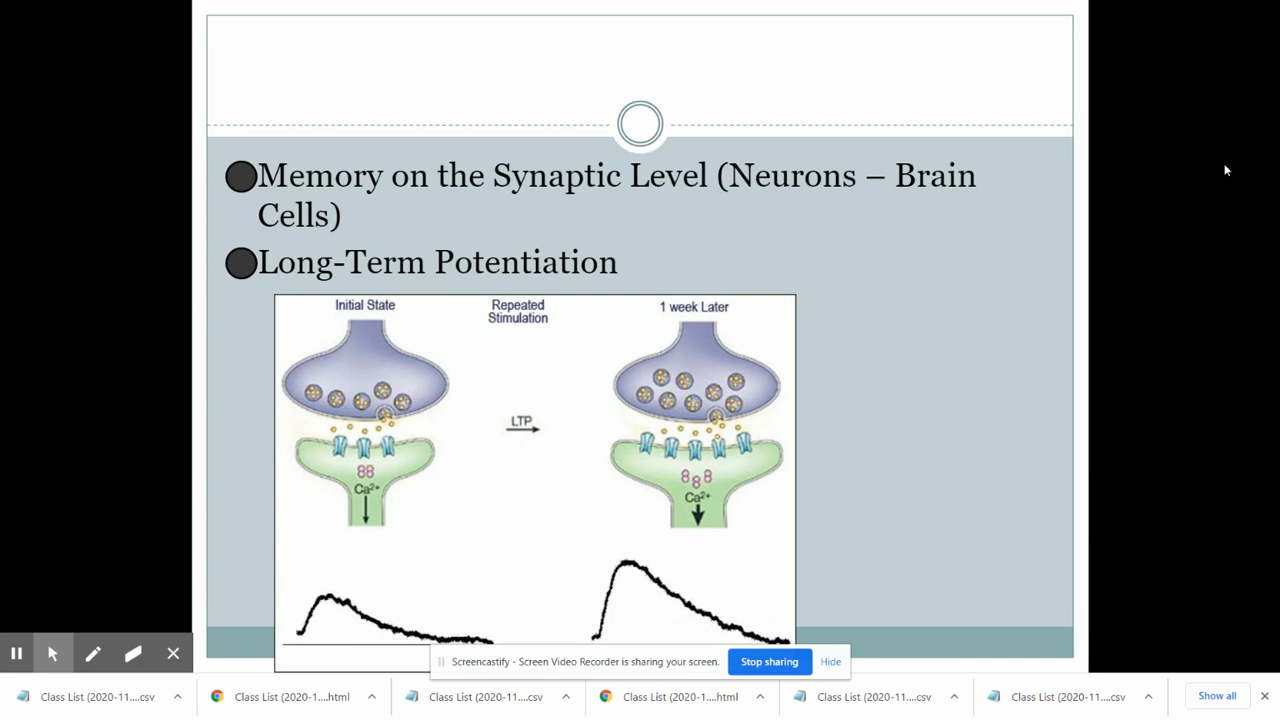 Memory on the Synaptic Level (Neurons – Brain
Cells)
Long-Term Potentiation
Initial State
Repeated
Stimulation
1 week Later
LTP
Ca²⁺
Ca²⁺
Screencastify - Screen Video Recorder is sharing your screen.
Stop sharing
Hide
Class List (2020-11....csv
Class List (2020-1....html
Class List (2020-11....csv
Class List (2020-1....html
Class List (2020-11....csv
Class List (2020-11....csv
Show all